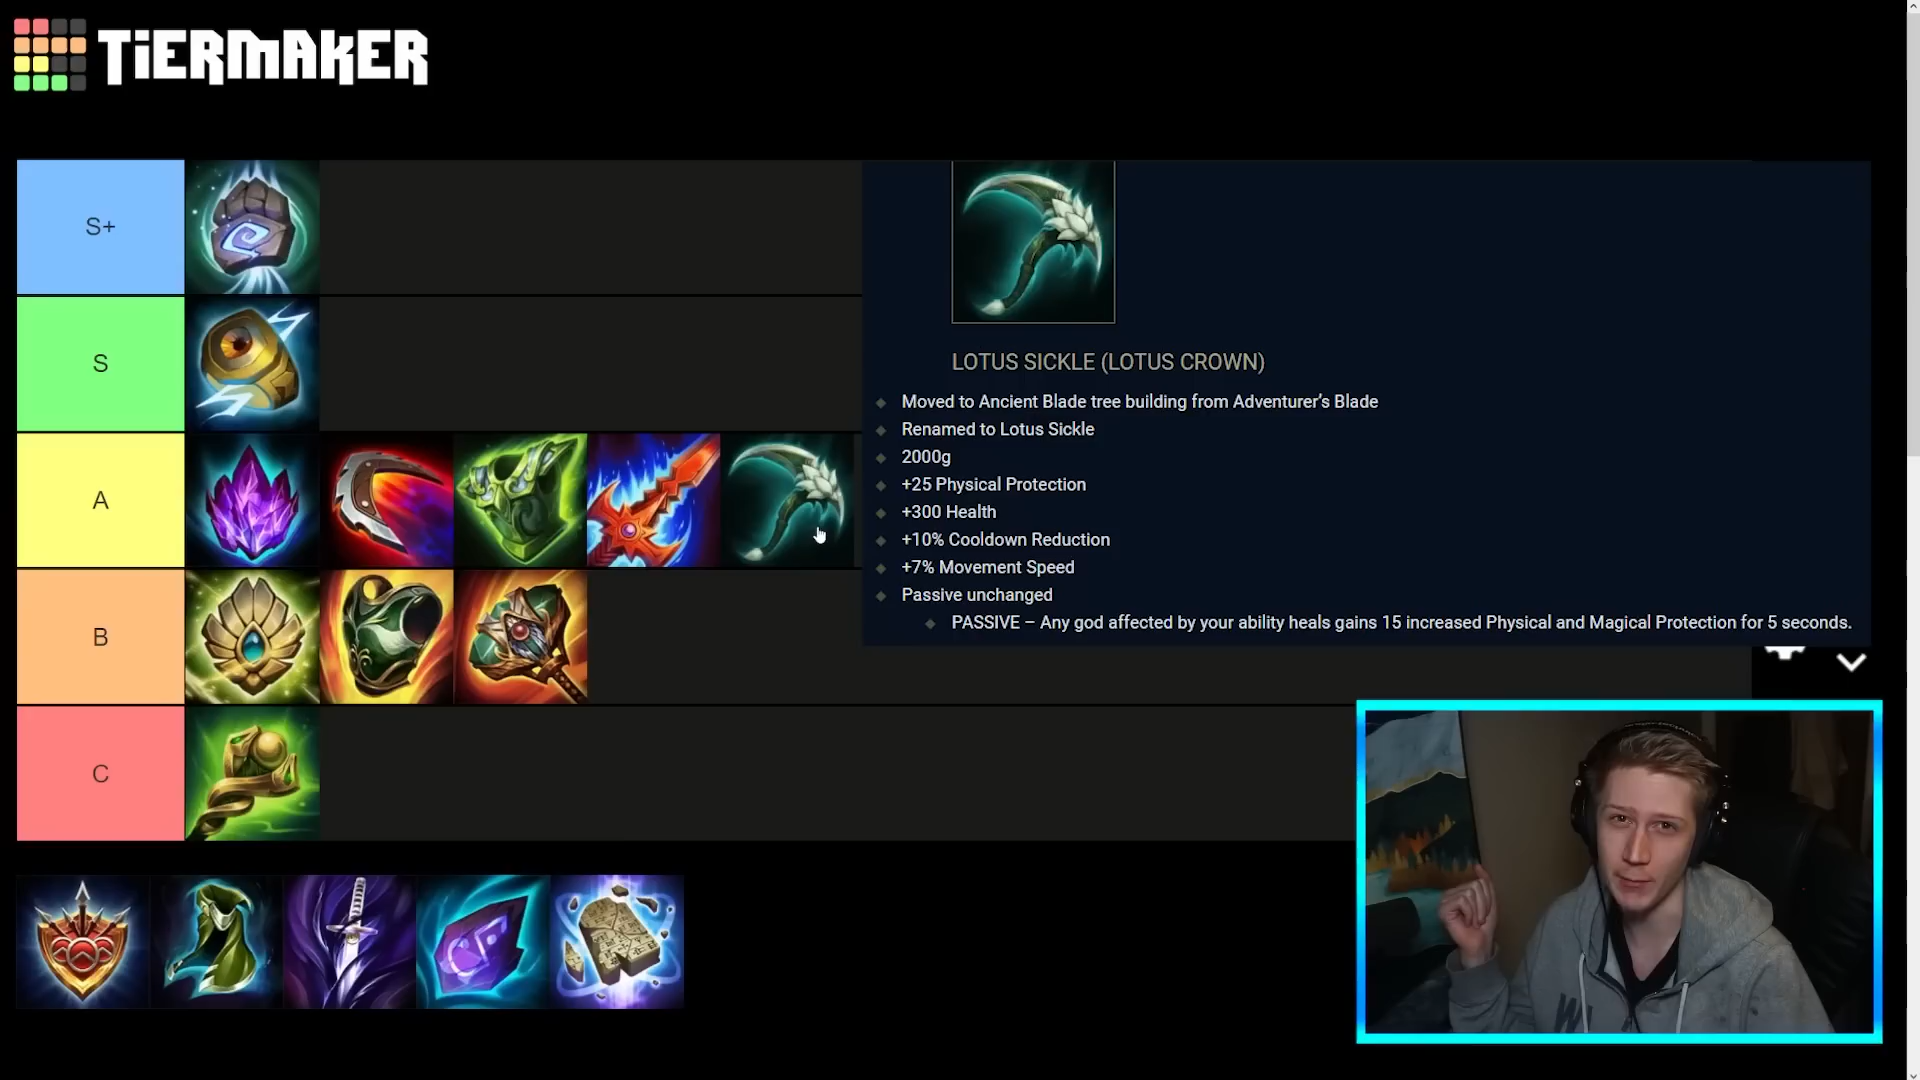 TiERMAKER
S+
S
A
B
C
LOTUS SICKLE (LOTUS CROWN)
Moved to Ancient Blade tree building from Adventurer’s Blade
Renamed to Lotus Sickle
2000g
+25 Physical Protection
+300 Health
+10% Cooldown Reduction
+7% Movement Speed
Passive unchanged
PASSIVE – Any god affected by your ability heals gains 15 increased Physical and Magical Protection for 5 seconds.